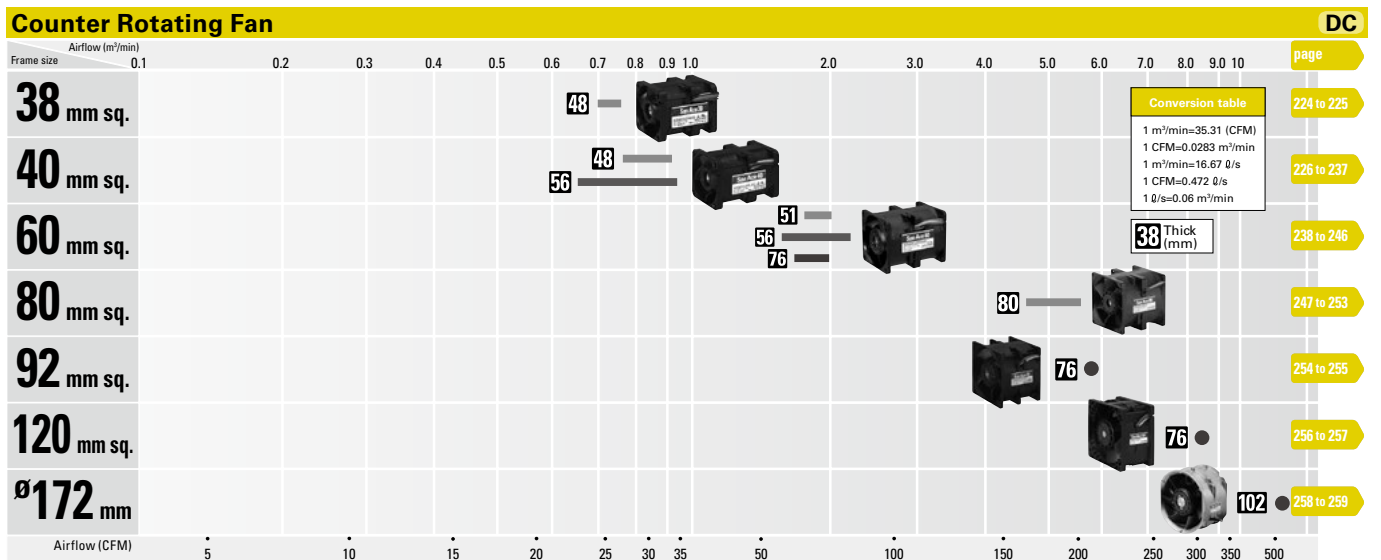 Counter Rotating Fan DC
Airflow (m³/min)
Frame size 0.1 0.2 0.3 0.4 0.5 0.6 0.7 0.8 0.9 1.0 2.0 3.0 4.0 5.0 6.0 7.0 8.0 9.0 10 page
38 mm sq. 48 224 to 225
Conversion table
1 m³/min=35.31 (CFM)
1 CFM=0.0283 m³/min
1 m³/min=16.67 ℓ/s
1 CFM=0.472 ℓ/s
1 ℓ/s=0.06 m³/min
38 Thick (mm)
40 mm sq. 48 56 226 to 237
60 mm sq. 51 56 76 238 to 246
80 mm sq. 80 247 to 253
92 mm sq. 76 254 to 255
120 mm sq. 76 256 to 257
ø172 mm 102 258 to 259
Airflow (CFM) 5 10 15 20 25 30 35 50 100 150 200 250 300 350 500